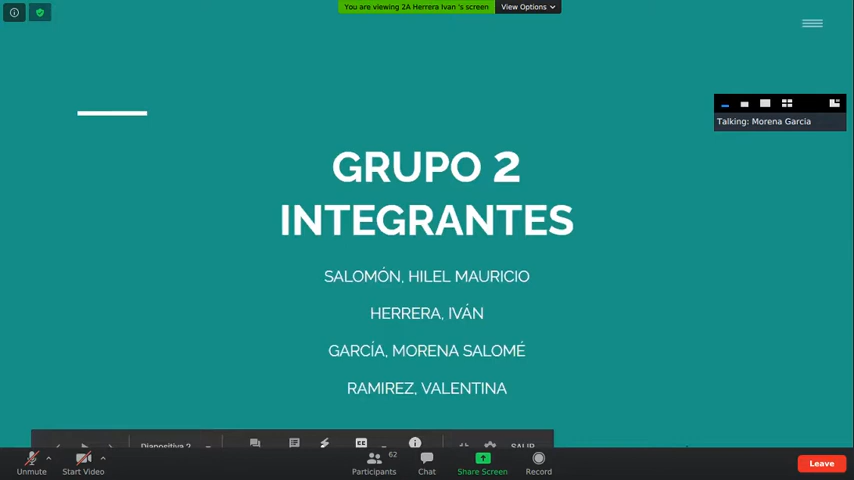 You are viewing 2A Herrera Ivan 's screen
View Options
Talking: Morena Garcia
GRUPO 2
INTEGRANTES
SALOMÓN, HILEL MAURICIO
HERRERA, IVÁN
GARCÍA, MORENA SALOMÉ
RAMIREZ, VALENTINA
Diapositiva 2
SALIR
Unmute
Start Video
Participants
62
Chat
Share Screen
Record
Leave